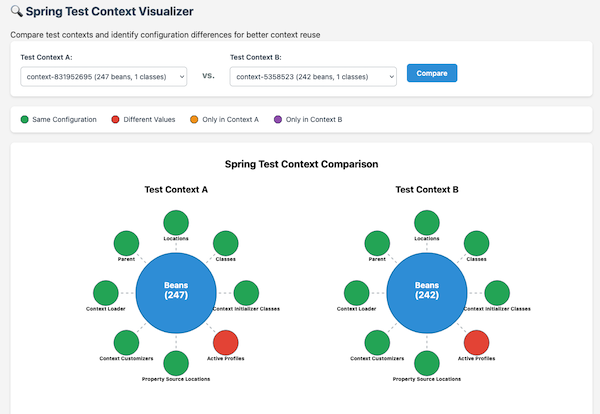 🔍 Spring Test Context Visualizer
Compare test contexts and identify configuration differences for better context reuse
Test Context A:
context-831952695 (247 beans, 1 classes)
vs.
Test Context B:
context-5358523 (242 beans, 1 classes)
Compare
Same Configuration
Different Values
Only in Context A
Only in Context B
Spring Test Context Comparison
Test Context A
Locations
Parent
Classes
Beans
(247)
Context Loader
Context Initializer Classes
Context Customizers
Active Profiles
Property Source Locations
Test Context B
Locations
Parent
Classes
Beans
(242)
Context Loader
Context Initializer Classes
Context Customizers
Active Profiles
Property Source Locations